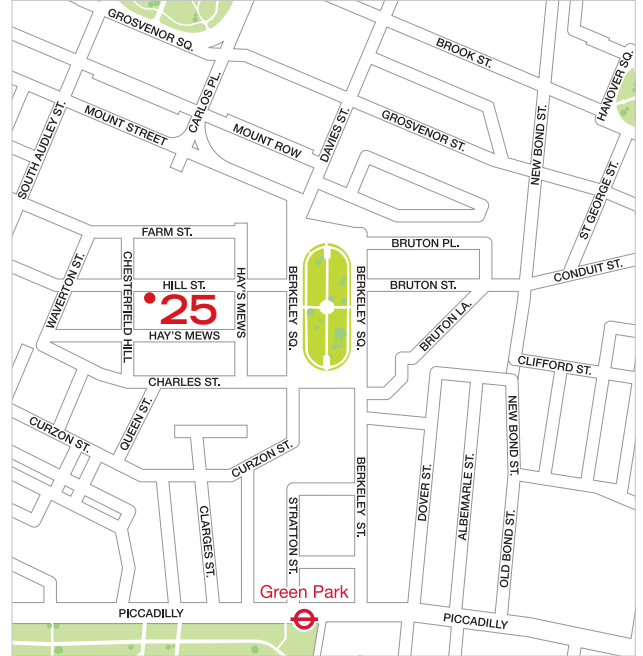 GROSVENOR SQ.
BROOK ST.
HANOVER SQ.
CARLOS PL.
SOUTH AUDLEY ST.
MOUNT STREET
MOUNT ROW
DAVIES ST.
GROSVENOR ST.
NEW BOND ST.
ST GEORGE ST.
FARM ST.
BRUTON PL.
WAVERTON ST.
CHESTERFIELD HILL
HILL ST.
HAY'S MEWS
BERKELEY SQ.
BERKELEY SQ.
BRUTON ST.
CONDUIT ST.
25
HAY'S MEWS
BRUTON LA.
CLIFFORD ST.
CHARLES ST.
QUEEN ST.
CURZON ST.
CURZON ST.
NEW BOND ST.
BERKELEY ST.
DOVER ST.
ALBEMARLE ST.
CLARGES ST.
STRATTON ST.
OLD BOND ST.
Green Park
PICCADILLY
PICCADILLY